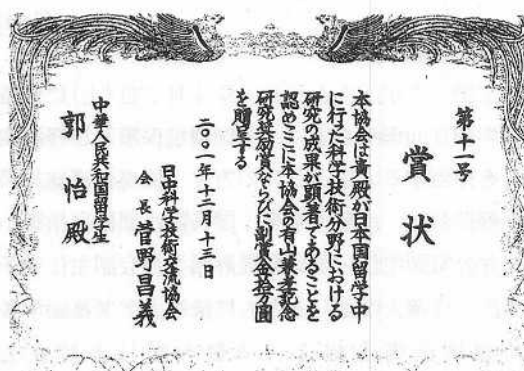 第十一号
賞状
本協会は貴殿が日本国留学中
に行った科学技術分野における
研究の成果が顕著であることを
認めここに本協会の有山兼孝記念
研究奨励賞ならびに副賞金拾万圓
を贈呈する
二〇〇一年十二月十三日
日中科学技術交流協会
会長 菅野昌義
中華人民共和国留学生
郭怡殿